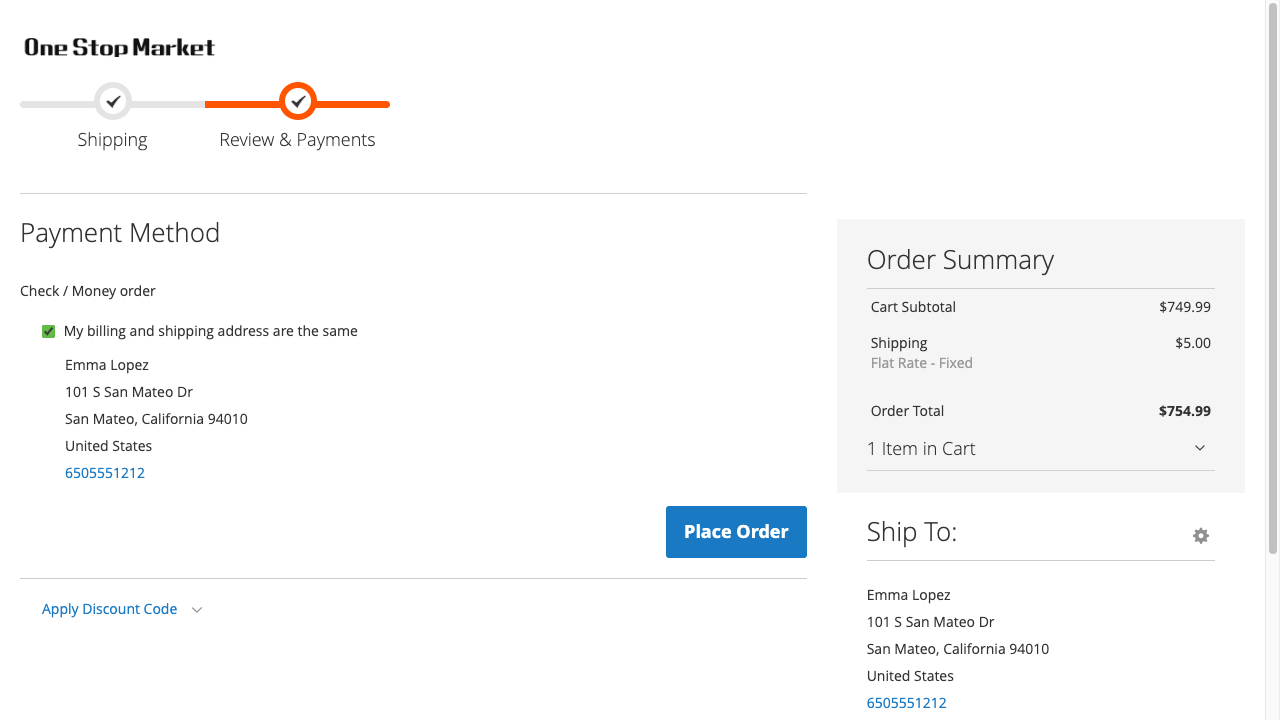 One Stop Market
Shipping
Review & Payments
Payment Method
Check / Money order
My billing and shipping address are the same
Emma Lopez
101 S San Mateo Dr
San Mateo, California 94010
United States
6505551212
Place Order
Apply Discount Code
Order Summary
Cart Subtotal $749.99
Shipping $5.00
Flat Rate - Fixed
Order Total $754.99
1 Item in Cart
Ship To:
Emma Lopez
101 S San Mateo Dr
San Mateo, California 94010
United States
6505551212